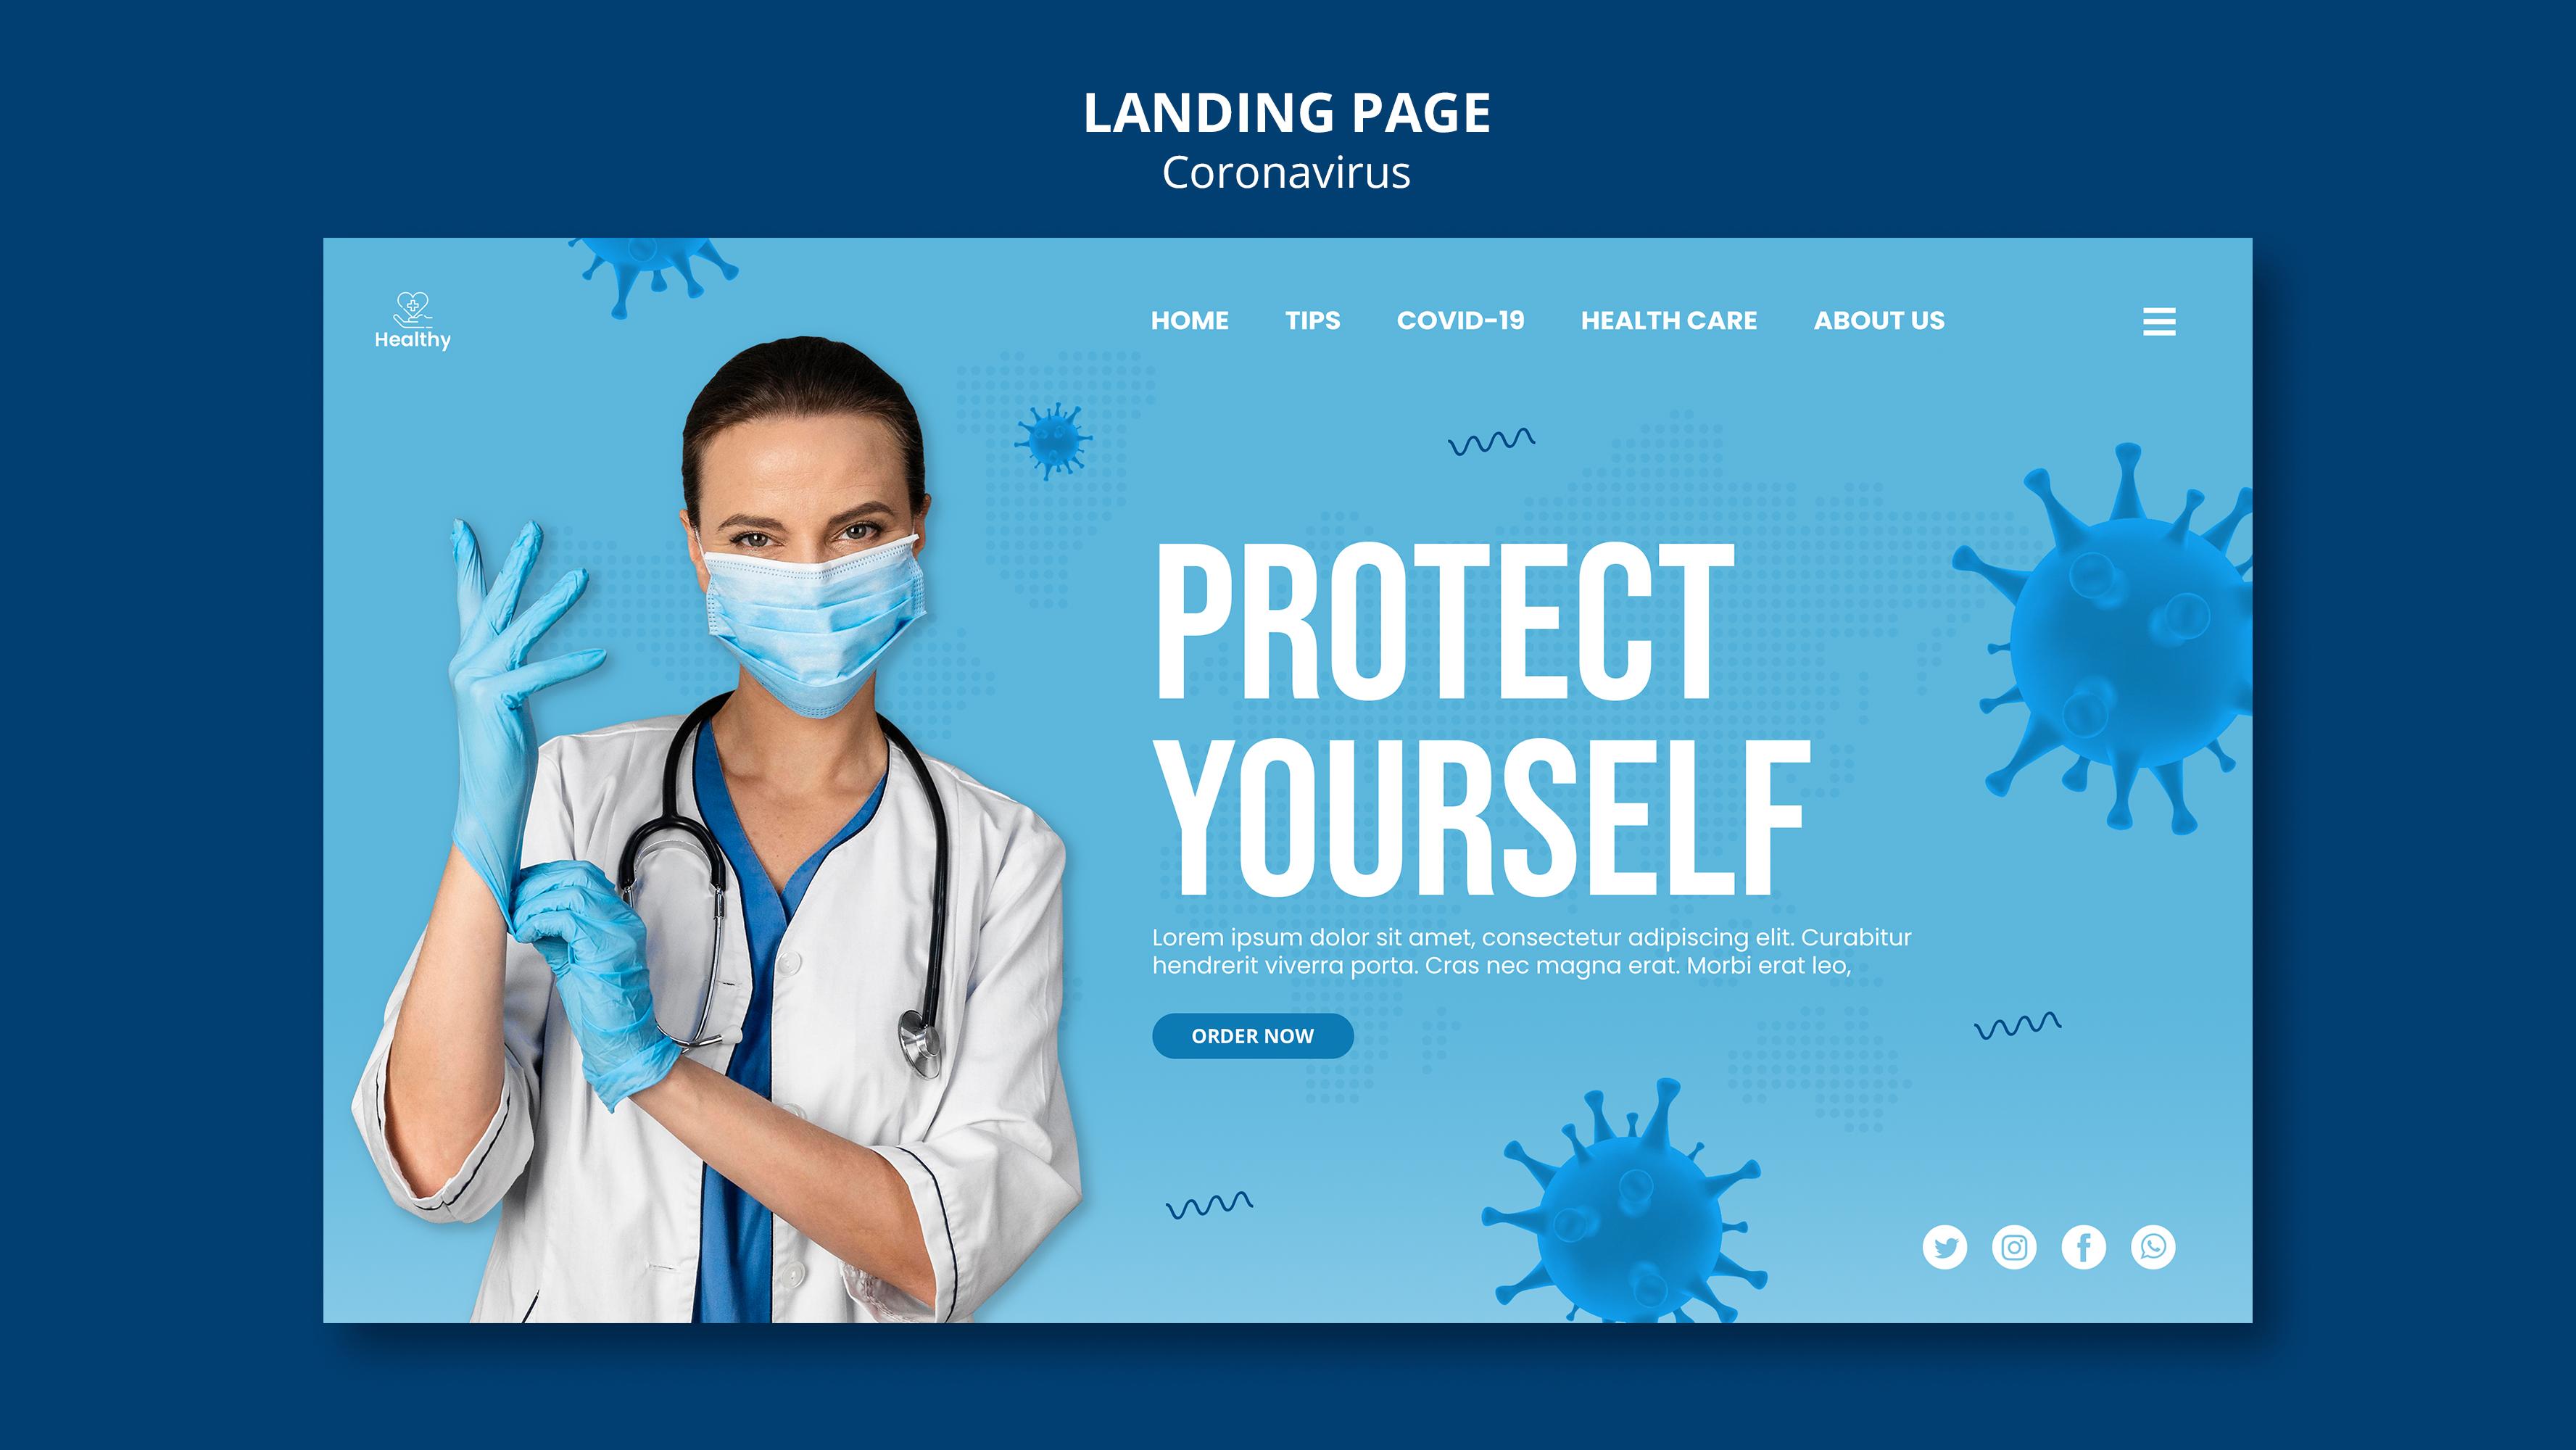 LANDING PAGE
Coronavirus
Healthy
HOME TIPS COVID-19 HEALTH CARE ABOUT US
PROTECT
YOURSELF
Lorem ipsum dolor sit amet, consectetur adipiscing elit. Curabitur
hendrerit viverra porta. Cras nec magna erat. Morbi erat leo,
ORDER NOW